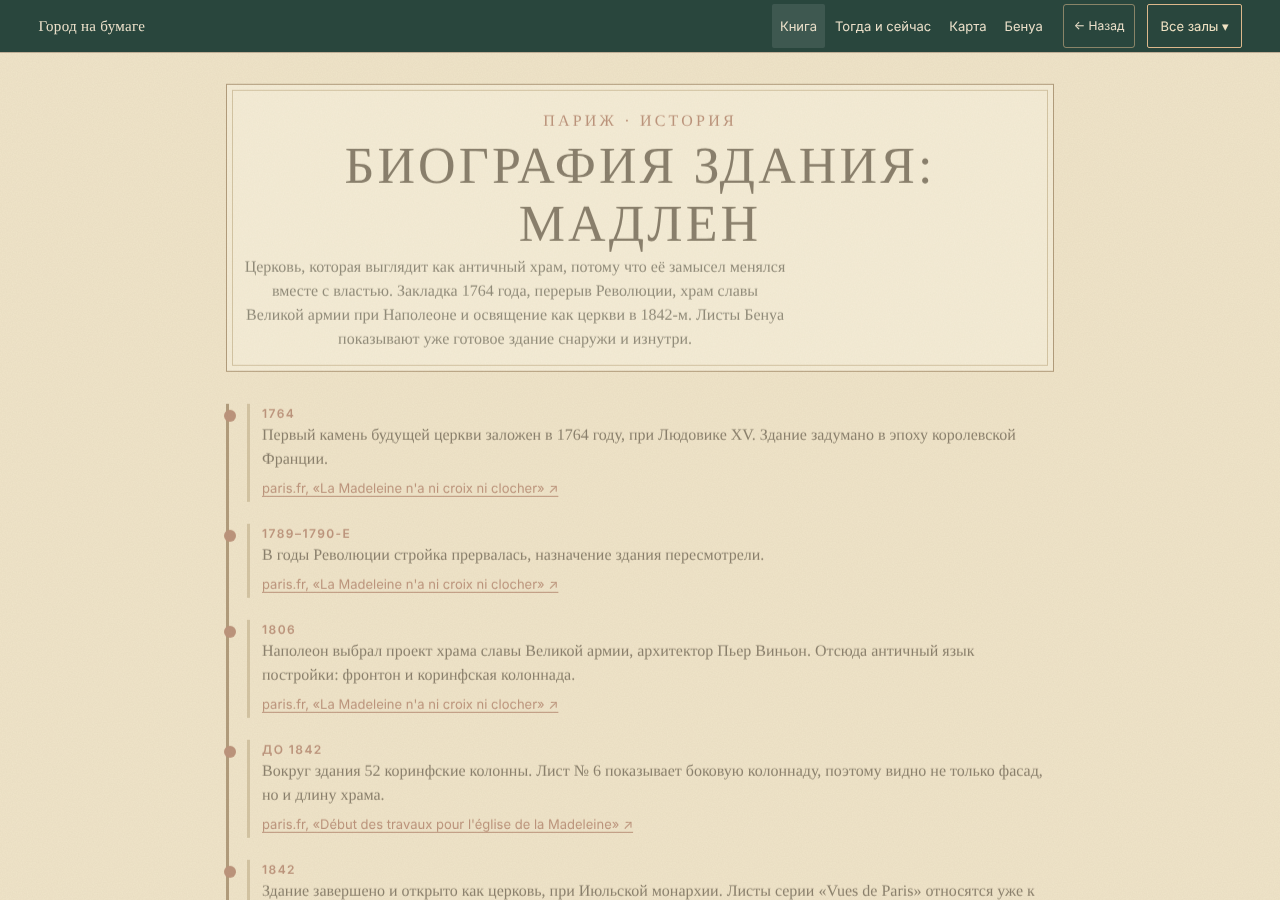 Город на бумаге
Книга Тогда и сейчас Карта Бенуа ← Назад Все залы ▾
ПАРИЖ · ИСТОРИЯ
БИОГРАФИЯ ЗДАНИЯ:
МАДЛЕН
Церковь, которая выглядит как античный храм, потому что её замысел менялся
вместе с властью. Закладка 1764 года, перерыв Революции, храм славы
Великой армии при Наполеоне и освящение как церкви в 1842-м. Листы Бенуа
показывают уже готовое здание снаружи и изнутри.
1764
Первый камень будущей церкви заложен в 1764 году, при Людовике XV. Здание задумано в эпоху королевской
Франции.
paris.fr, «La Madeleine n'a ni croix ni clocher» ↗
1789–1790-Е
В годы Революции стройка прервалась, назначение здания пересмотрели.
paris.fr, «La Madeleine n'a ni croix ni clocher» ↗
1806
Наполеон выбрал проект храма славы Великой армии, архитектор Пьер Виньон. Отсюда античный язык
постройки: фронтон и коринфская колоннада.
paris.fr, «La Madeleine n'a ni croix ni clocher» ↗
ДО 1842
Вокруг здания 52 коринфские колонны. Лист № 6 показывает боковую колоннаду, поэтому видно не только фасад,
но и длину храма.
paris.fr, «Début des travaux pour l'église de la Madeleine» ↗
1842
Здание завершено и открыто как церковь, при Июльской монархии. Листы серии «Vues de Paris» относятся уже к